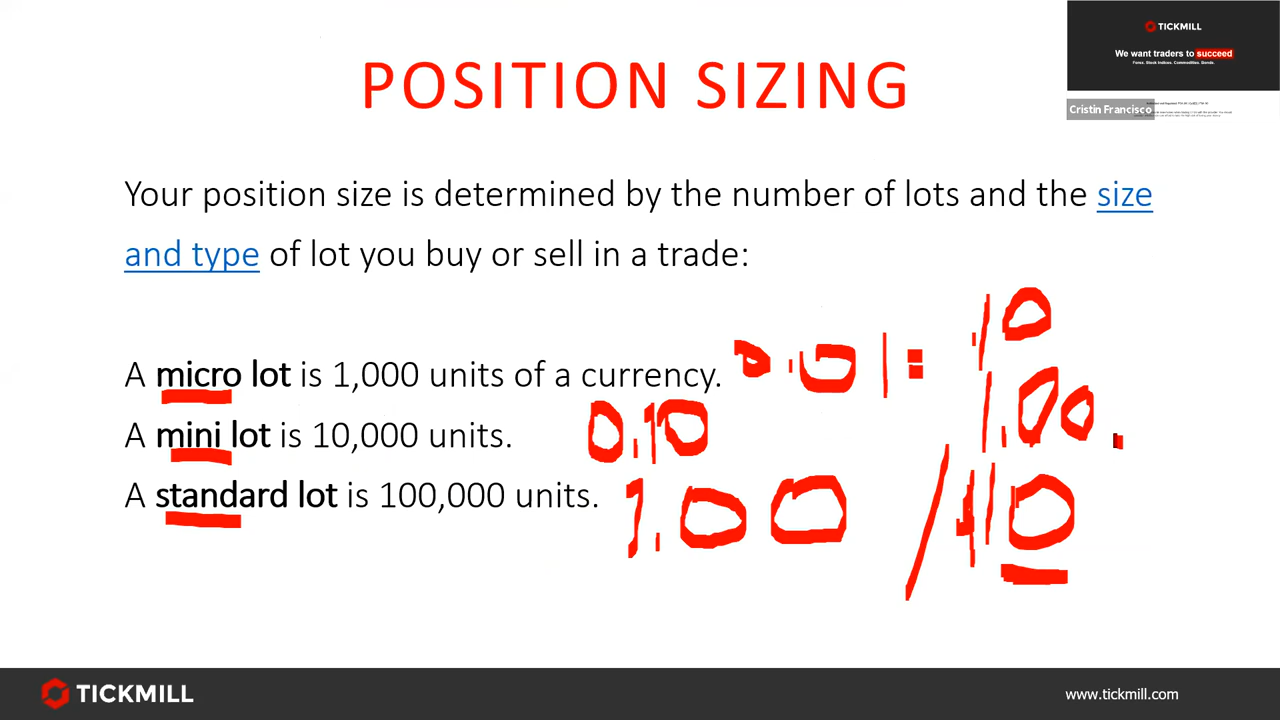 TICKMILL
We want traders to succeed
Forex. Stock Indices. Commodities. Bonds.
Cristin Francisco
POSITION SIZING
Your position size is determined by the number of lots and the size
and type of lot you buy or sell in a trade:
.10
A micro lot is 1,000 units of a currency. 0.01 =
1.00
A mini lot is 10,000 units. 0.10
A standard lot is 100,000 units. 1.00 /
TICKMILL
www.tickmill.com